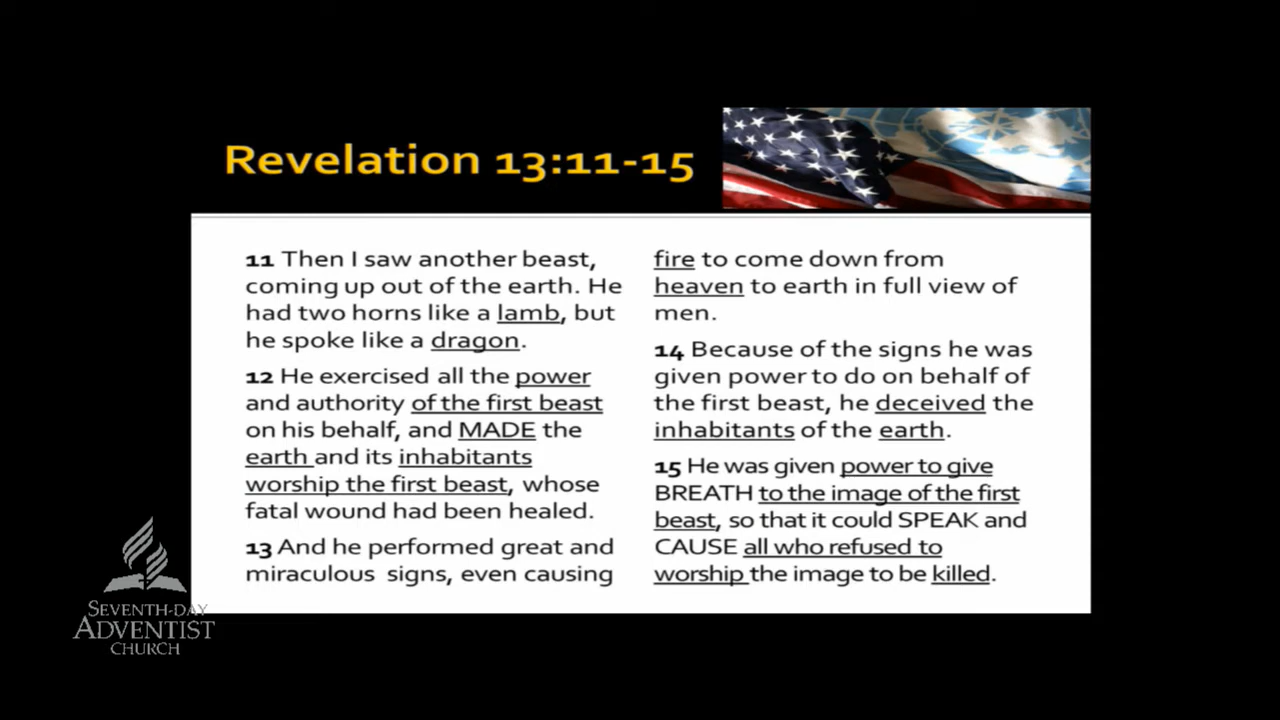 Revelation 13:11-15
11 Then I saw another beast,
coming up out of the earth. He
had two horns like a lamb, but
he spoke like a dragon.
12 He exercised all the power
and authority of the first beast
on his behalf, and MADE the
earth and its inhabitants
worship the first beast, whose
fatal wound had been healed.
13 And he performed great and
miraculous signs, even causing
fire to come down from
heaven to earth in full view of
men.
14 Because of the signs he was
given power to do on behalf of
the first beast, he deceived the
inhabitants of the earth.
15 He was given power to give
BREATH to the image of the first
beast, so that it could SPEAK and
CAUSE all who refused to
worship the image to be killed.
SEVENTH-DAY
ADVENTIST
CHURCH